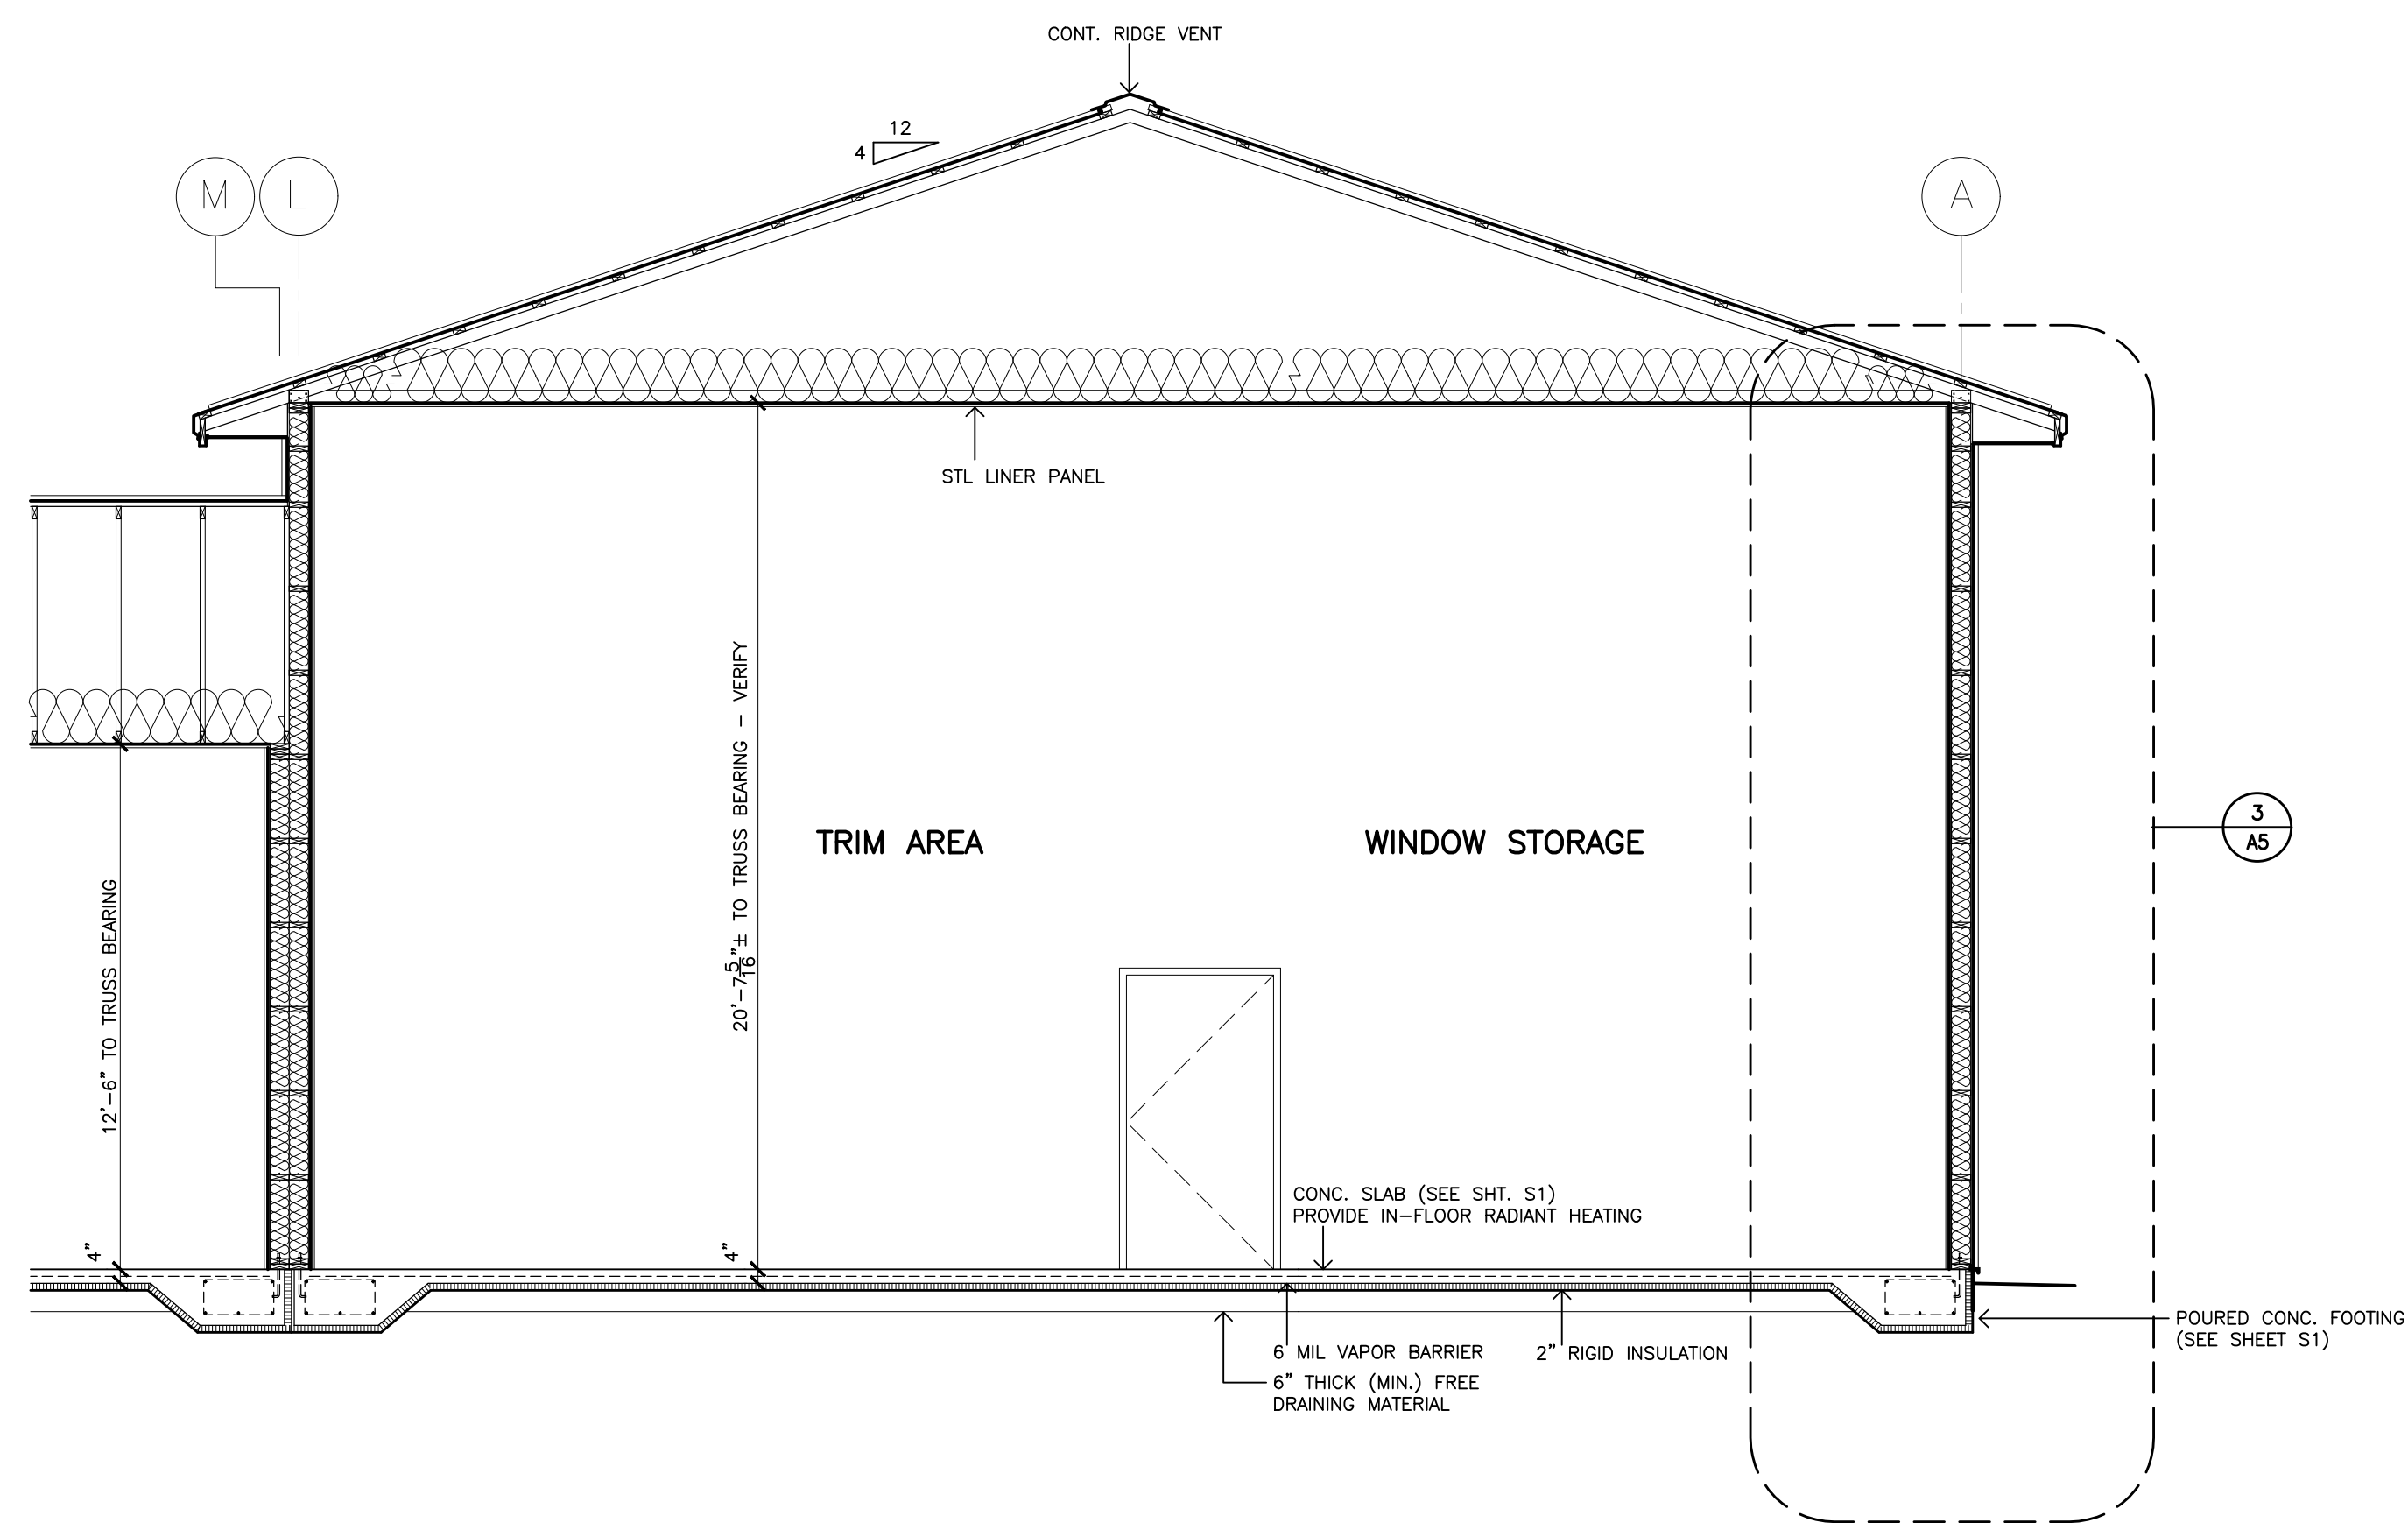 CONT. RIDGE VENT
12
4
M
L
A
STL LINER PANEL
20'-7 5/16"± TO TRUSS BEARING - VERIFY
12'-6" TO TRUSS BEARING
TRIM AREA
WINDOW STORAGE
3
A5
4"
4"
CONC. SLAB (SEE SHT. S1)
PROVIDE IN-FLOOR RADIANT HEATING
POURED CONC. FOOTING
(SEE SHEET S1)
6 MIL VAPOR BARRIER
2" RIGID INSULATION
6" THICK (MIN.) FREE
DRAINING MATERIAL